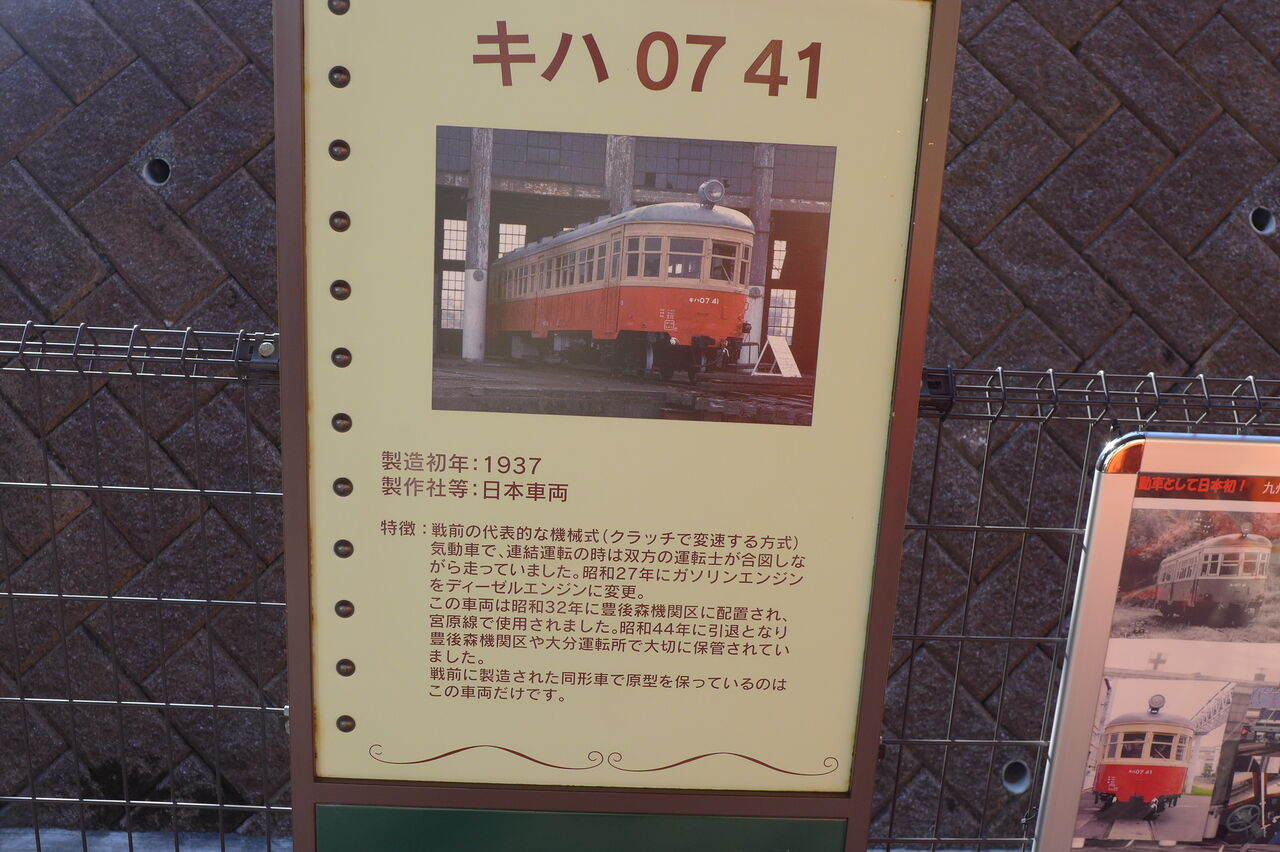 キハ 07 41
キハ07 41
製造初年：1937
製作社等：日本車両
特徴：戦前の代表的な機械式（クラッチで変速する方式）
気動車で、連結運転の時は双方の運転士が合図しな
がら走っていました。昭和27年にガソリンエンジン
をディーゼルエンジンに変更。
この車両は昭和32年に豊後森機関区に配置され、
宮原線で使用されました。昭和44年に引退となり
豊後森機関区や大分運転所で大切に保管されてい
ました。
戦前に製造された同形車で原型を保っているのは
この車両だけです。
動車として日本初！ 九州
キハ07 41